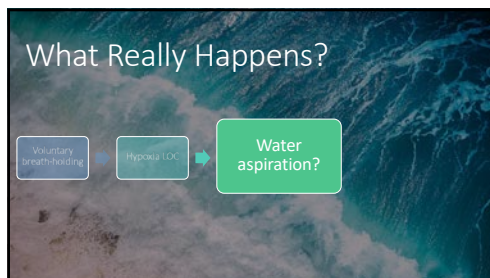 What Really Happens?
Voluntary
breath-holding
Hypoxia LOC
Water
aspiration?